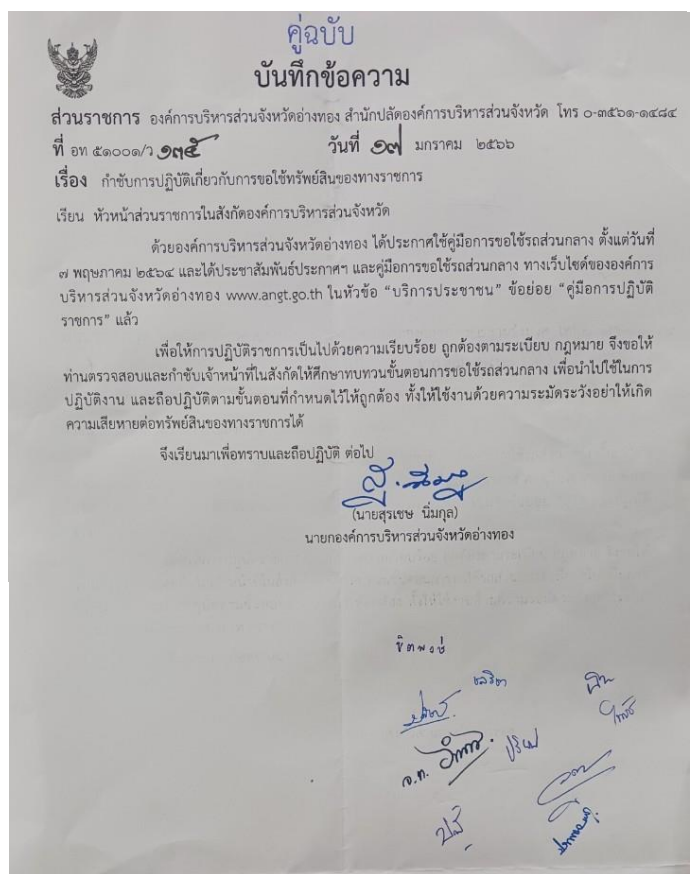 คู่ฉบับ
บันทึกข้อความ
ส่วนราชการ องค์การบริหารส่วนจังหวัดอ่างทอง สำนักปลัดองค์การบริหารส่วนจังหวัด โทร ๐-๓๕๖๑-๑๔๘๔
ที่ อท ๕๑๐๐๑/ว ๑๓๕ วันที่ ๑๗ มกราคม ๒๕๖๖
เรื่อง กำชับการปฏิบัติเกี่ยวกับการขอใช้ทรัพย์สินของทางราชการ
เรียน หัวหน้าส่วนราชการในสังกัดองค์การบริหารส่วนจังหวัด
ด้วยองค์การบริหารส่วนจังหวัดอ่างทอง ได้ประกาศใช้คู่มือการขอใช้รถส่วนกลาง ตั้งแต่วันที่
๗ พฤษภาคม ๒๕๖๔ และได้ประชาสัมพันธ์ประกาศฯ และคู่มือการขอใช้รถส่วนกลาง ทางเว็บไซต์ขององค์การ
บริหารส่วนจังหวัดอ่างทอง www.angt.go.th ในหัวข้อ “บริการประชาชน” ข้อย่อย “คู่มือการปฏิบัติ
ราชการ” แล้ว
เพื่อให้การปฏิบัติราชการเป็นไปด้วยความเรียบร้อย ถูกต้องตามระเบียบ กฎหมาย จึงขอให้
ท่านตรวจสอบและกำชับเจ้าหน้าที่ในสังกัดให้ศึกษาทบทวนขั้นตอนการขอใช้รถส่วนกลาง เพื่อนำไปใช้ในการ
ปฏิบัติงาน และถือปฏิบัติตามขั้นตอนที่กำหนดไว้ให้ถูกต้อง ทั้งให้ใช้งานด้วยความระมัดระวังอย่าให้เกิด
ความเสียหายต่อทรัพย์สินของทางราชการได้
จึงเรียนมาเพื่อทราบและถือปฏิบัติ ต่อไป
(นายสุรเชษ นิ่มกุล)
นายกองค์การบริหารส่วนจังหวัดอ่างทอง